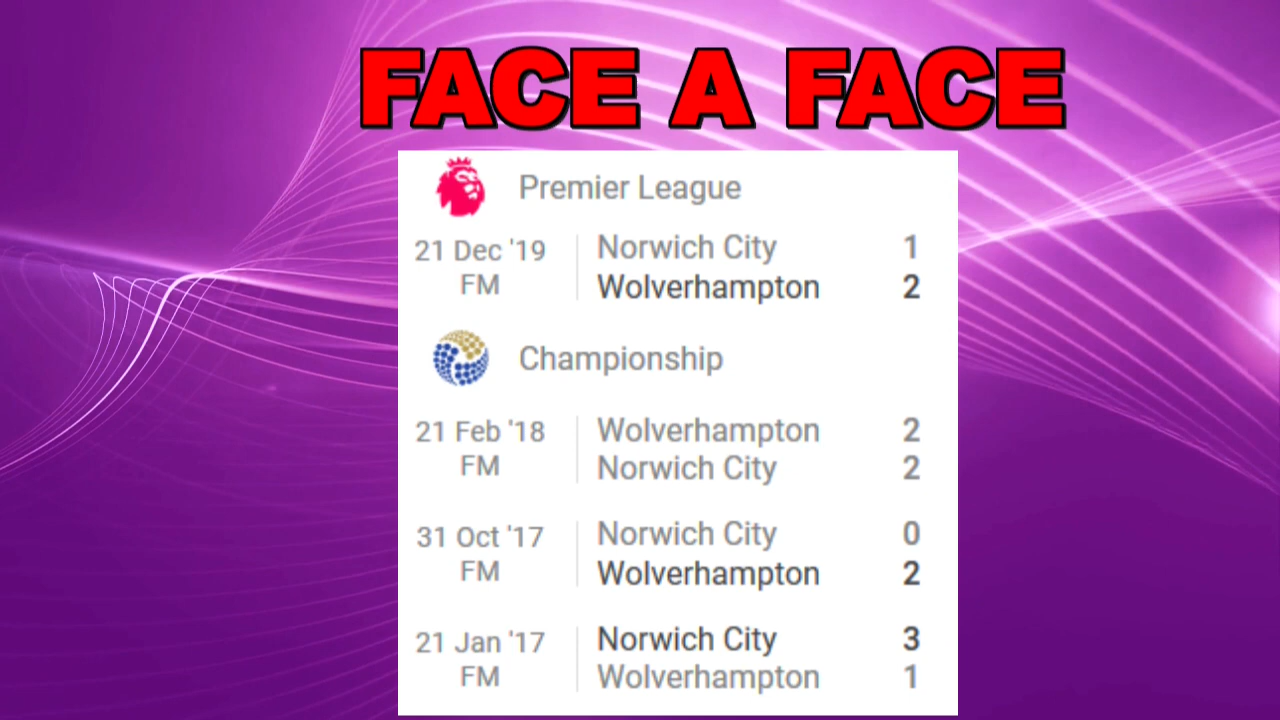 FACE A FACE
Premier League
21 Dec '19 Norwich City 1
FM Wolverhampton 2
Championship
21 Feb '18 Wolverhampton 2
FM Norwich City 2
31 Oct '17 Norwich City 0
FM Wolverhampton 2
21 Jan '17 Norwich City 3
FM Wolverhampton 1